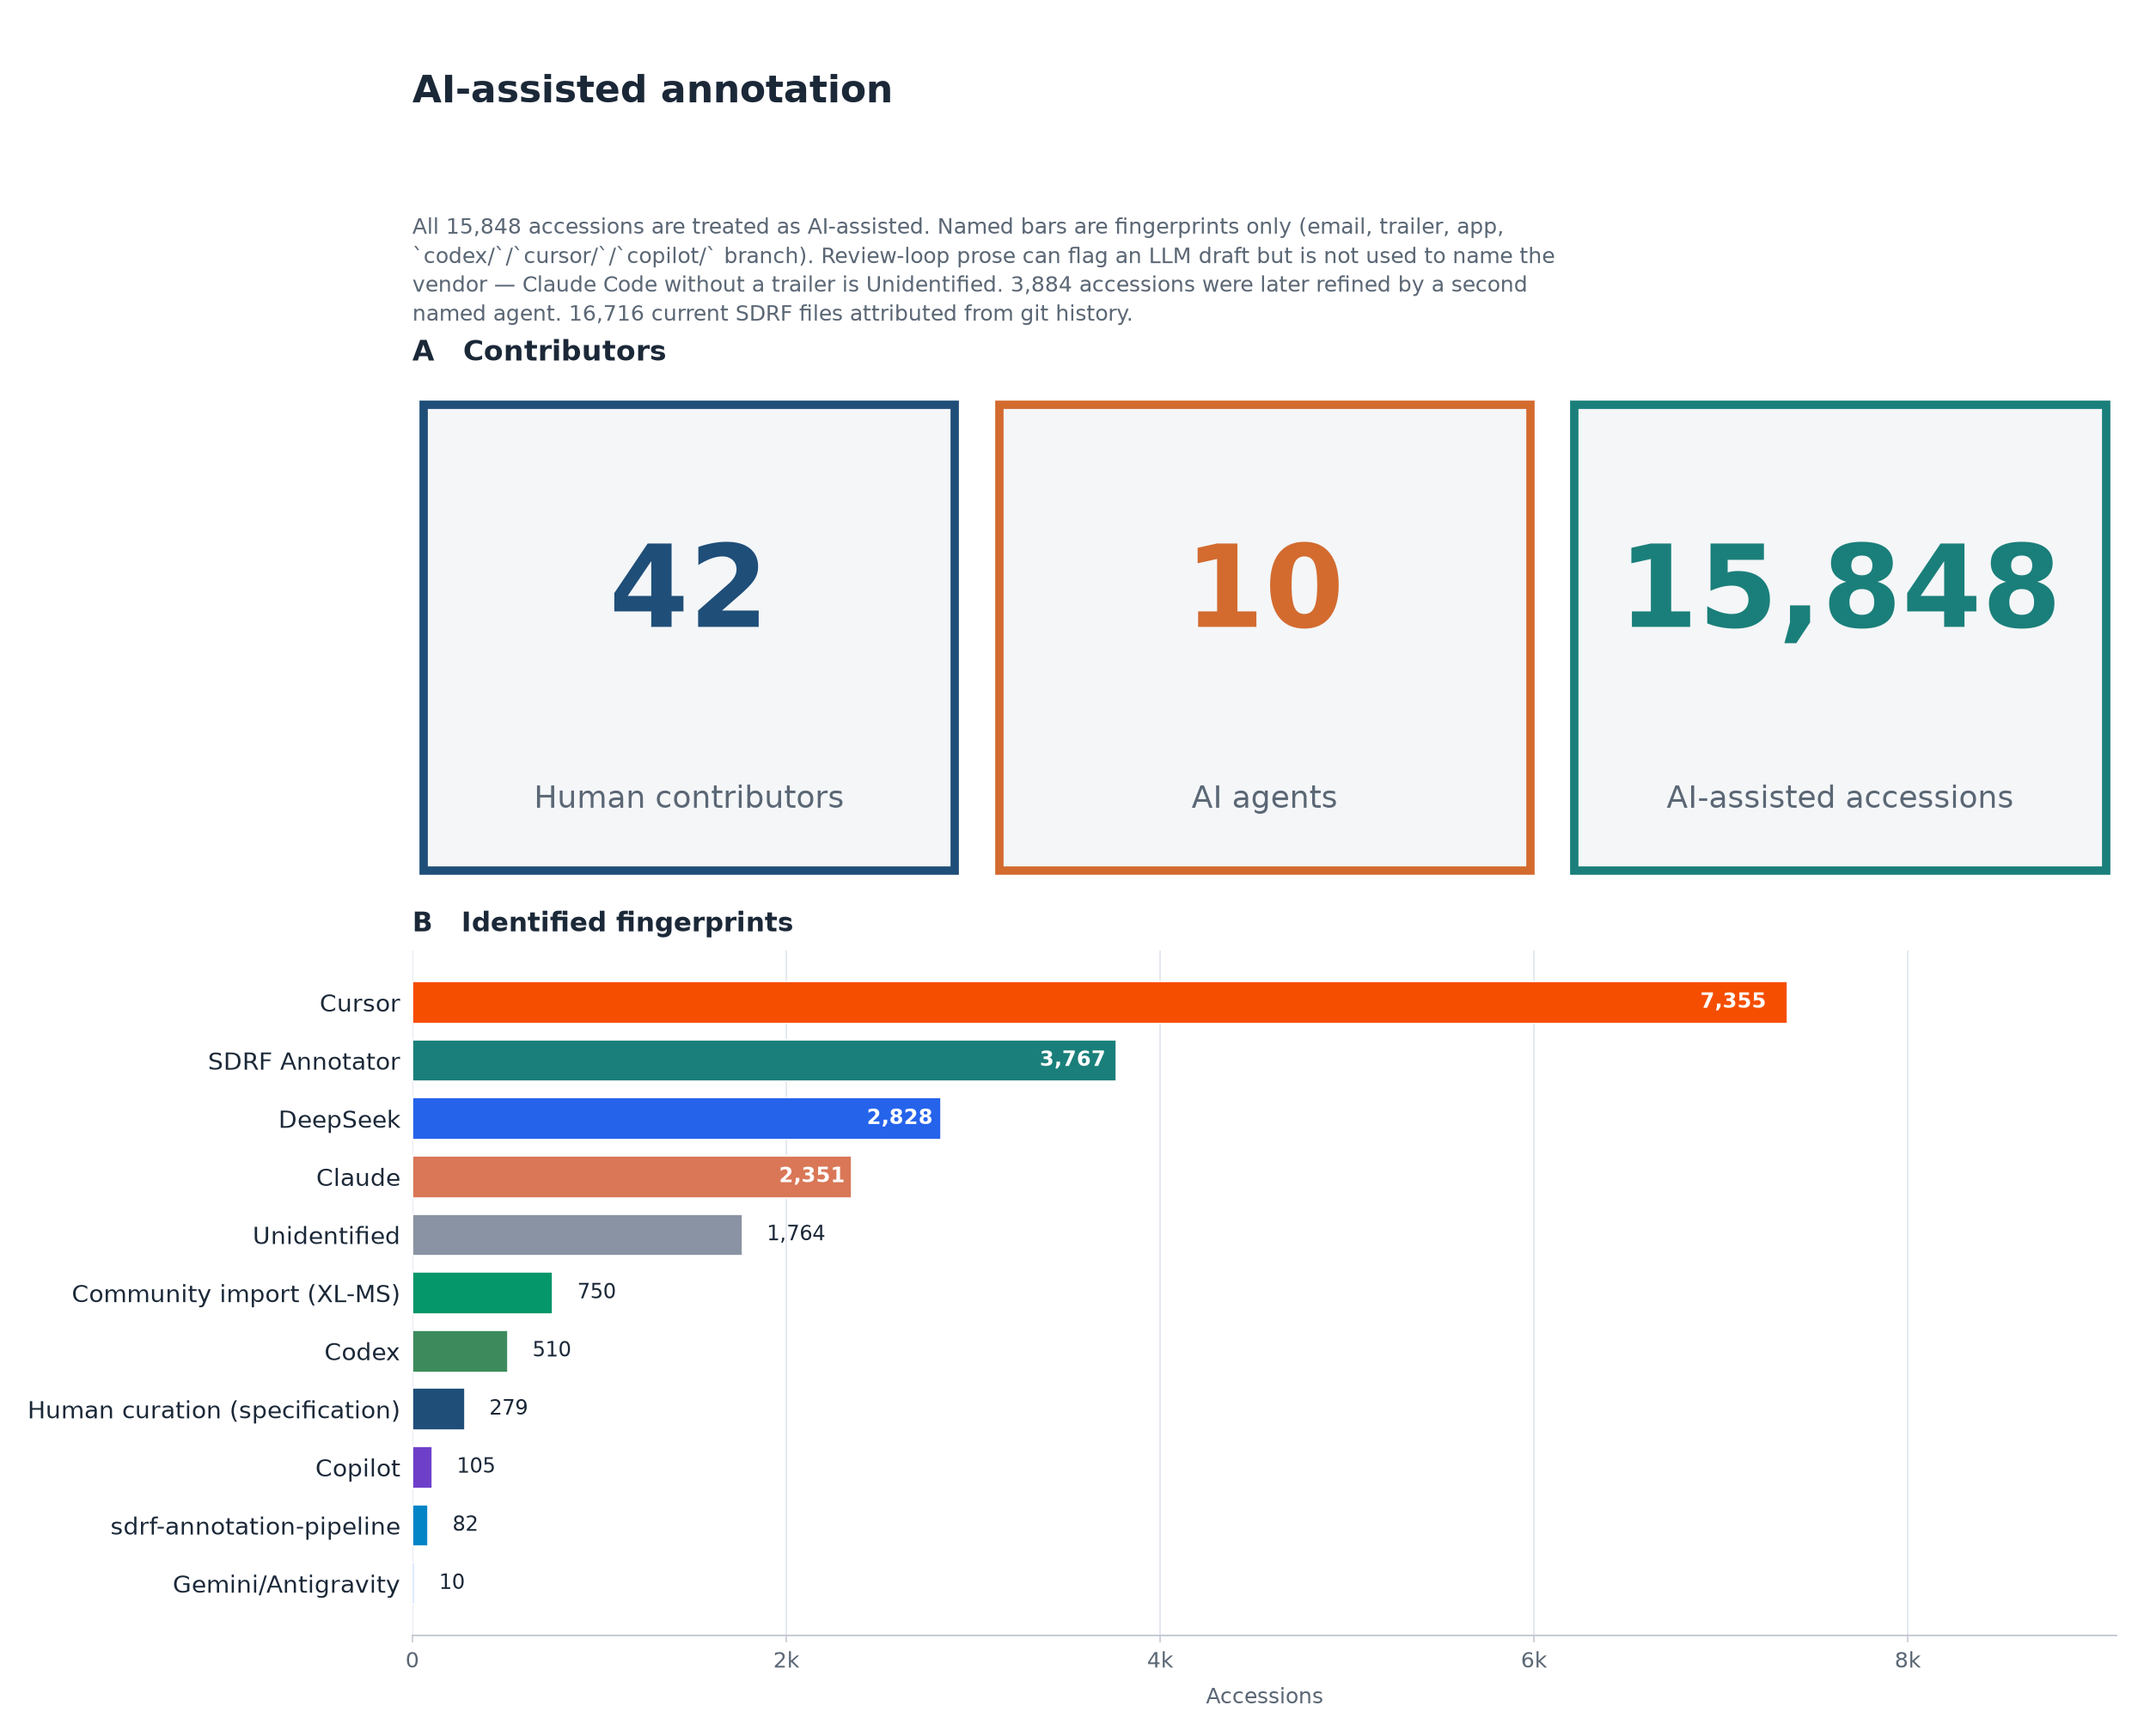 AI-assisted annotation
All 15,848 accessions are treated as AI-assisted. Named bars are fingerprints only (email, trailer, app,
`codex/`/`cursor/`/`copilot/` branch). Review-loop prose can flag an LLM draft but is not used to name the
vendor — Claude Code without a trailer is Unidentified. 3,884 accessions were later refined by a second
named agent. 16,716 current SDRF files attributed from git history.
A Contributors
42
Human contributors
10
AI agents
15,848
AI-assisted accessions
B Identified fingerprints
Cursor 7,355
SDRF Annotator 3,767
DeepSeek 2,828
Claude 2,351
Unidentified 1,764
Community import (XL-MS) 750
Codex 510
Human curation (specification) 279
Copilot 105
sdrf-annotation-pipeline 82
Gemini/Antigravity 10
0 2k 4k 6k 8k
Accessions